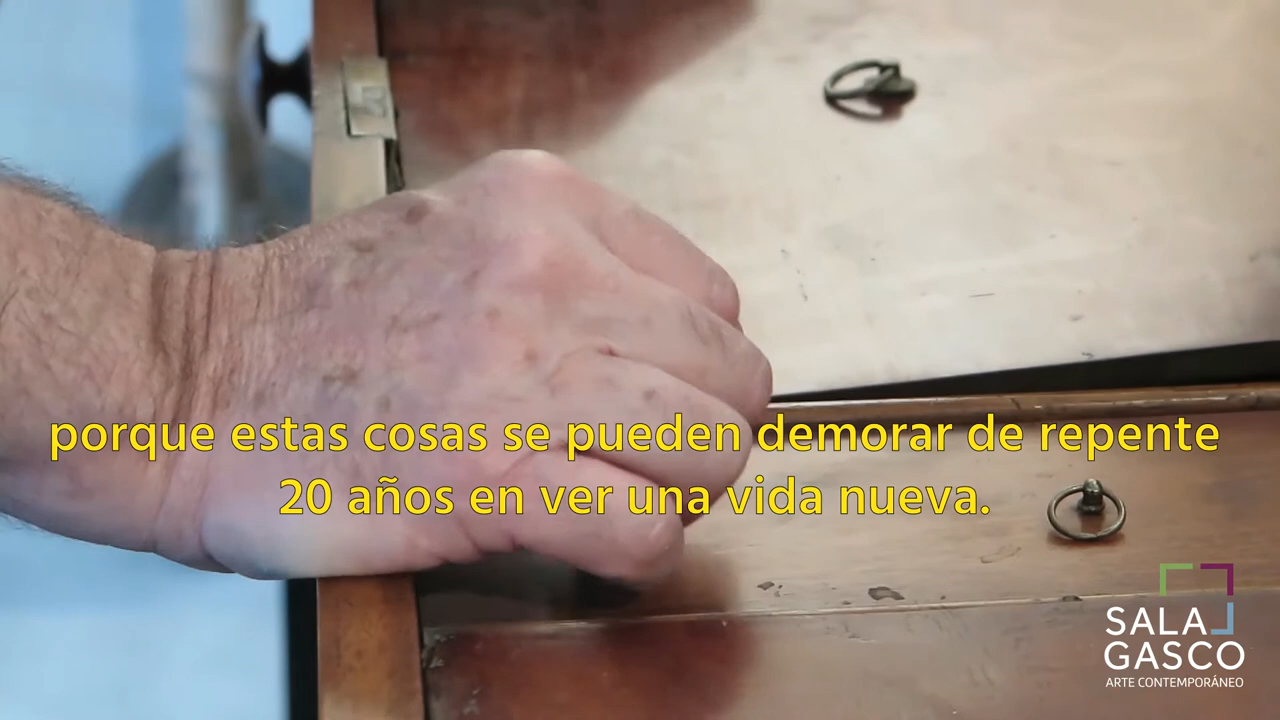 porque estas cosas se pueden demorar de repente
20 años en ver una vida nueva.
SALA
GASCO
ARTE CONTEMPORÁNEO